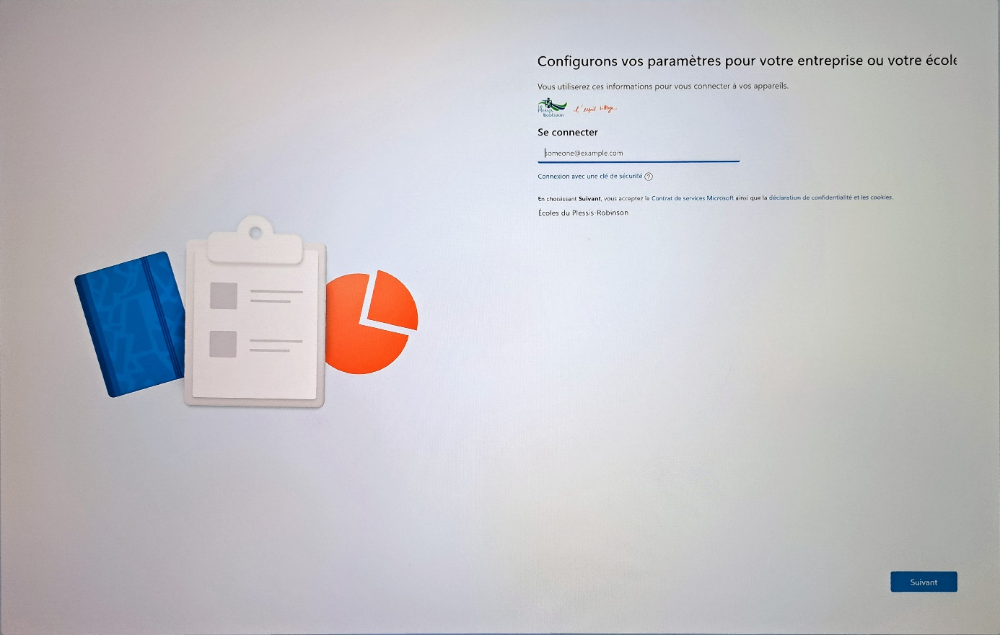 Configurons vos paramètres pour votre entreprise ou votre école
Vous utiliserez ces informations pour vous connecter à vos appareils.
Le Plessis Robinson l'esprit village
Se connecter
someone@example.com
Connexion avec une clé de sécurité ?
En choisissant Suivant, vous acceptez le Contrat de services Microsoft ainsi que la déclaration de confidentialité et les cookies.
Écoles du Plessis-Robinson
Suivant